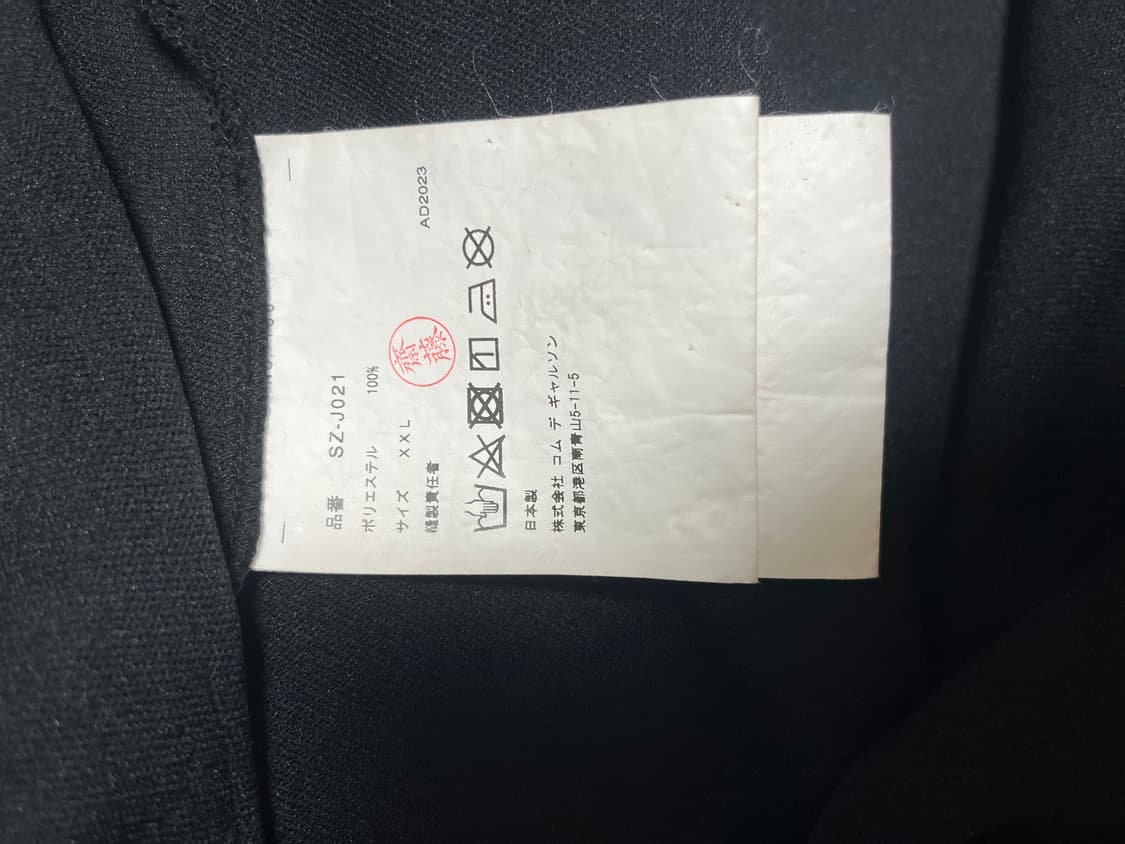 品番 SZ-J021
ポリエステル 100%
サイズ XXL
縫製責任者 齋藤 AD2023
日本製
株式会社 コム デ ギャルソン
東京都港区南青山5-11-5